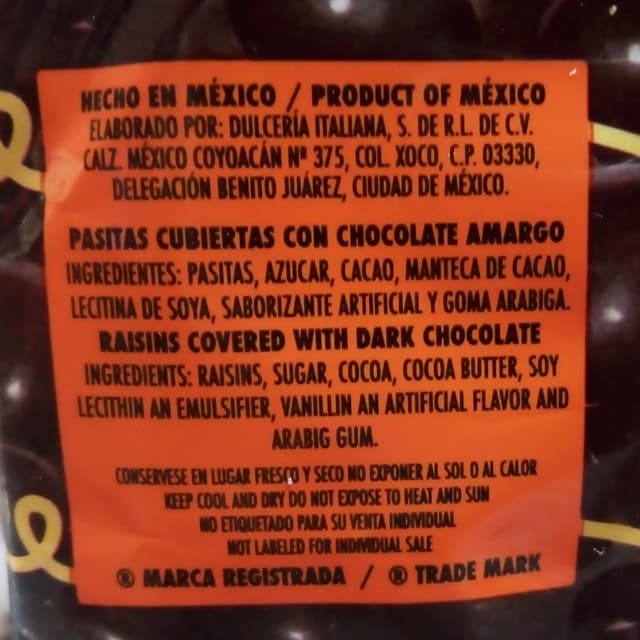 HECHO EN MÉXICO / PRODUCT OF MÉXICO
ELABORADO POR: DULCERÍA ITALIANA, S. DE R.L. DE C.V.
CALZ. MÉXICO COYOACÁN Nº 375, COL. XOCO, C.P. 03330,
DELEGACIÓN BENITO JUÁREZ, CIUDAD DE MÉXICO.
PASITAS CUBIERTAS CON CHOCOLATE AMARGO
INGREDIENTES: PASITAS, AZUCAR, CACAO, MANTECA DE CACAO,
LECITINA DE SOYA, SABORIZANTE ARTIFICIAL Y GOMA ARABIGA.
RAISINS COVERED WITH DARK CHOCOLATE
INGREDIENTS: RAISINS, SUGAR, COCOA, COCOA BUTTER, SOY
LECITHIN AN EMULSIFIER, VANILLIN AN ARTIFICIAL FLAVOR AND
ARABIG GUM.
CONSERVESE EN LUGAR FRESCO Y SECO NO EXPONER AL SOL O AL CALOR
KEEP COOL AND DRY DO NOT EXPOSE TO HEAT AND SUN
NO ETIQUETADO PARA SU VENTA INDIVIDUAL
NOT LABELED FOR INDIVIDUAL SALE
® MARCA REGISTRADA / ® TRADE MARK